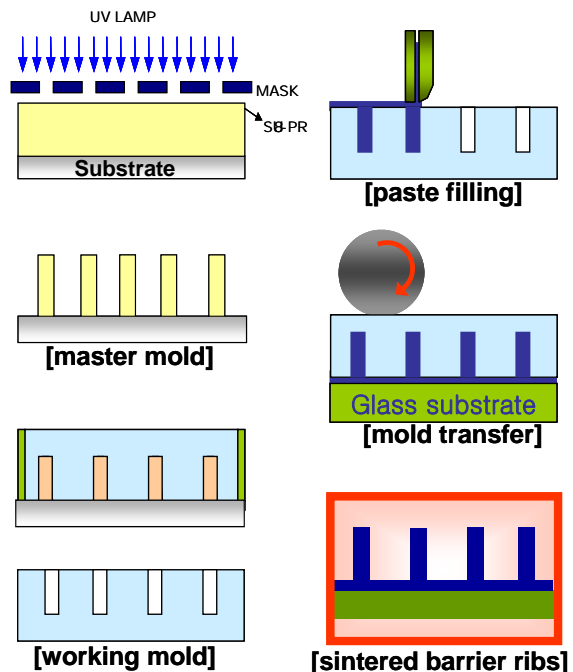 UV LAMP
MASK
SU-8 PR
Substrate
[master mold]
[working mold]
[paste filling]
Glass substrate
[mold transfer]
[sintered barrier ribs]